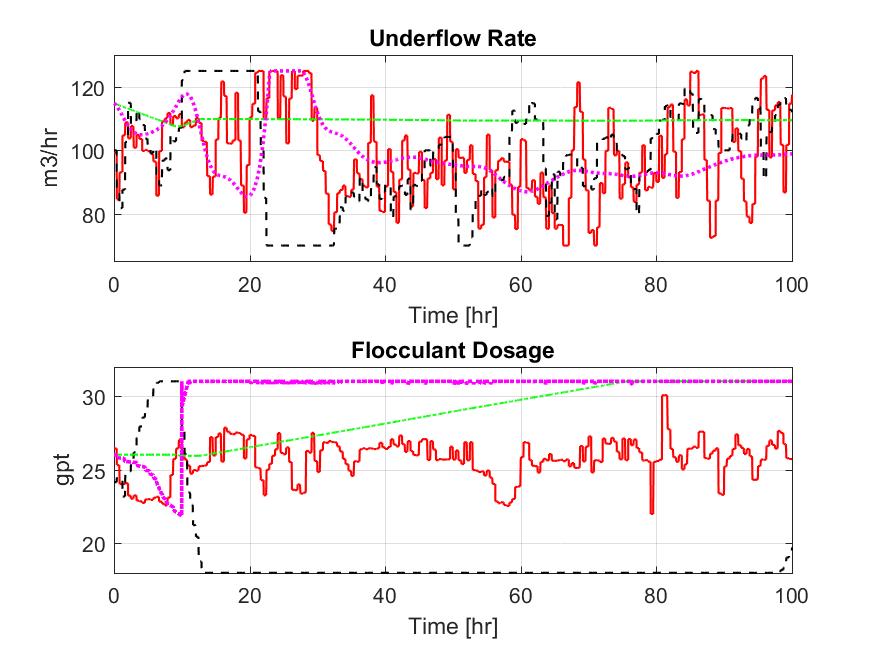 Underflow Rate
120
100
80
m3/hr
0 20 40 60 80 100
Time [hr]
Flocculant Dosage
30
25
20
gpt
0 20 40 60 80 100
Time [hr]